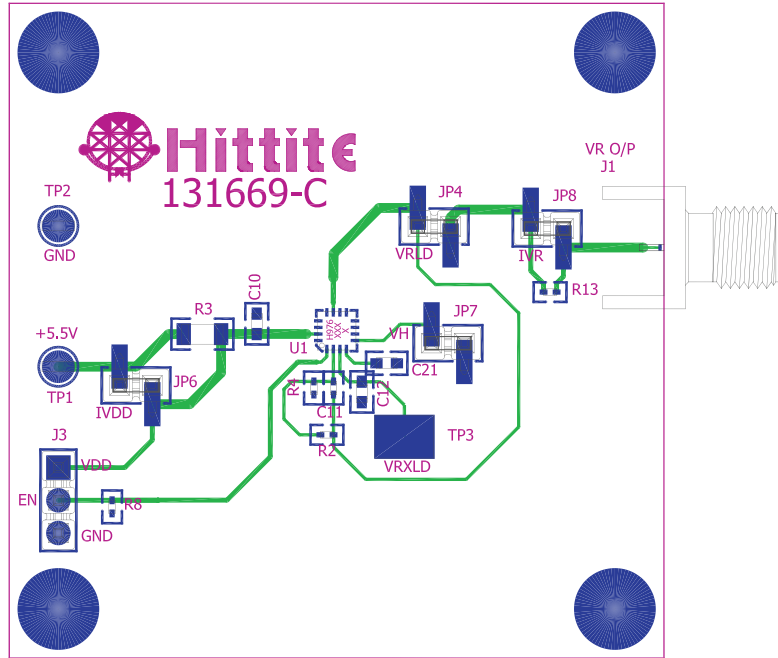 Hittite
131669-C
VR O/P
J1
TP2
GND
JP4
VRLD
JP8
IVR
R13
C10
R3
+5.5V
TP1
U1
H976
XXX
X
VH
JP7
JP6
IVDD
C21
R4
C11
C12
R2
TP3
VRXLD
J3
VDD
EN
R8
GND